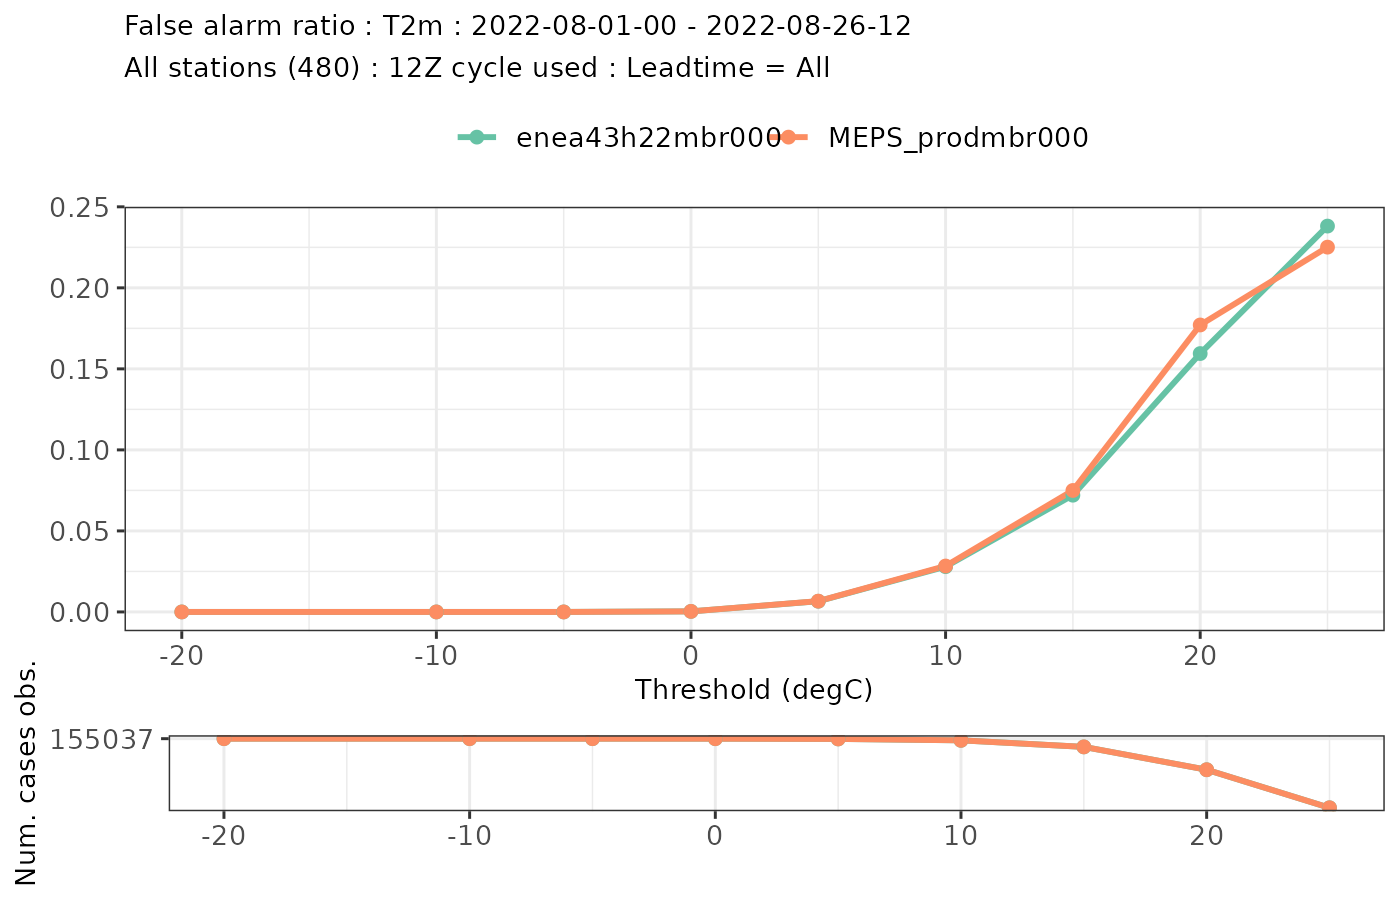 False alarm ratio : T2m : 2022-08-01-00 - 2022-08-26-12
All stations (480) : 12Z cycle used : Leadtime = All
enea43h22mbr000 MEPS_prodmbr000
0.25
0.20
0.15
0.10
0.05
0.00
-20 -10 0 10 20
Threshold (degC)
Num. cases obs.
155037
-20 -10 0 10 20